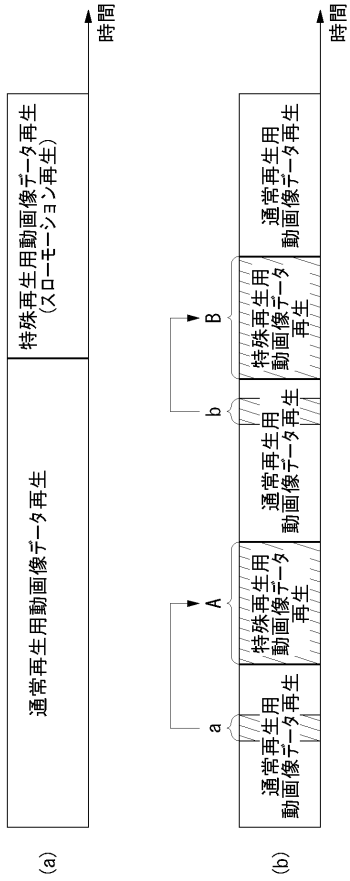 (a)
通常再生用動画像データ再生
特殊再生用動画像データ再生
(スローモーション再生)
時間
(b)
a
A
b
B
通常再生用
動画像データ再生
特殊再生用
動画像データ
再生
通常再生用
動画像データ再生
特殊再生用
動画像データ
再生
通常再生用
動画像データ再生
時間